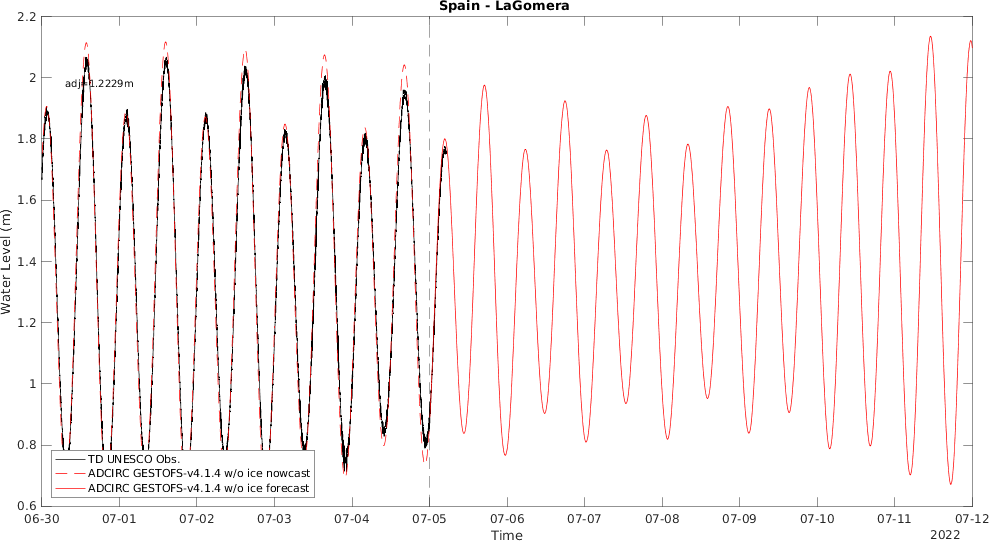 Spain - LaGomera
2.2
2
1.8
1.6
1.4
1.2
1
0.8
0.6
Water Level (m)
adj=1.2229m
TD UNESCO Obs.
ADCIRC GESTOFS-v4.1.4 w/o ice nowcast
ADCIRC GESTOFS-v4.1.4 w/o ice forecast
06-30 07-01 07-02 07-03 07-04 07-05 07-06 07-07 07-08 07-09 07-10 07-11 07-12
Time
2022